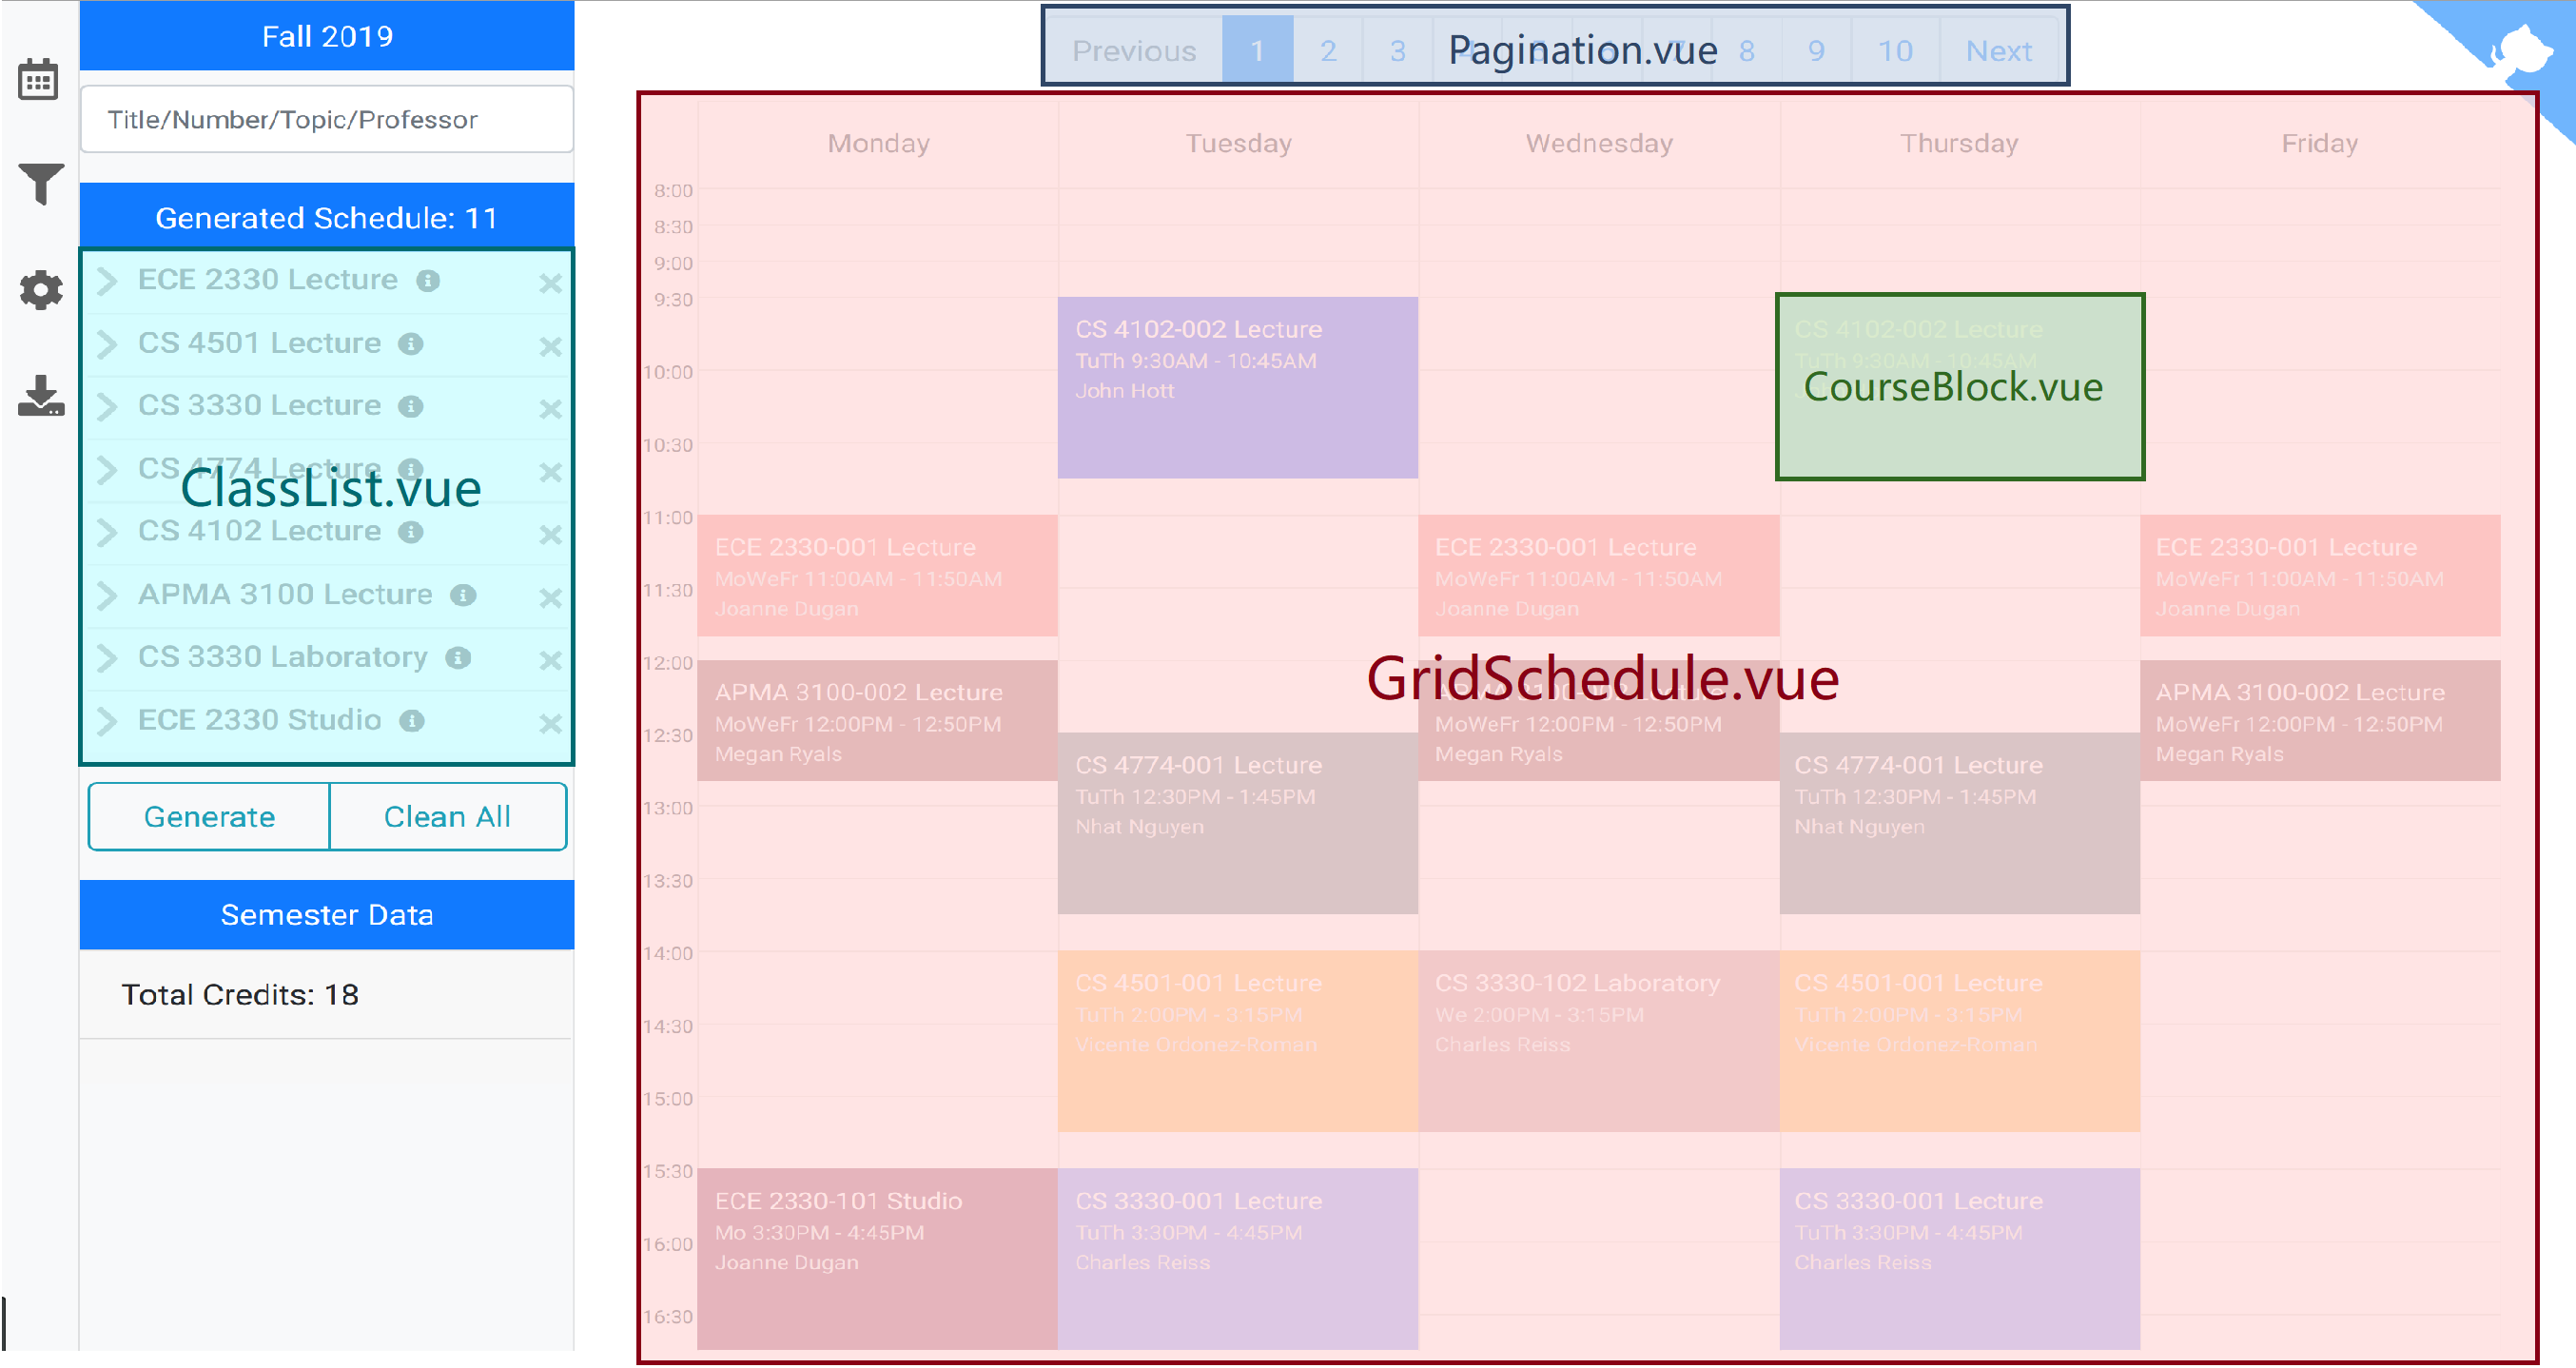 Fall 2019
Title/Number/Topic/Professor
Generated Schedule: 11
ECE 2330 Lecture
CS 4501 Lecture
CS 3330 Lecture
CS 4774 Lecture
ClassList.vue
CS 4102 Lecture
APMA 3100 Lecture
CS 3330 Laboratory
ECE 2330 Studio
Generate Clean All
Semester Data
Total Credits: 18
Previous 1 2 3 4 5 6 7 8 9 10 Next
Pagination.vue
Monday Tuesday Wednesday Thursday Friday
8:00
8:30
9:00
9:30
10:00
10:30
11:00
11:30
12:00
12:30
13:00
13:30
14:00
14:30
15:00
15:30
16:00
16:30
ECE 2330-001 Lecture
MoWeFr 11:00AM - 11:50AM
Joanne Dugan
APMA 3100-002 Lecture
MoWeFr 12:00PM - 12:50PM
Megan Ryals
ECE 2330-101 Studio
Mo 3:30PM - 4:45PM
Joanne Dugan
CS 4102-002 Lecture
TuTh 9:30AM - 10:45AM
John Hott
CS 4774-001 Lecture
TuTh 12:30PM - 1:45PM
Nhat Nguyen
CS 4501-001 Lecture
TuTh 2:00PM - 3:15PM
Vicente Ordonez-Roman
CS 3330-001 Lecture
TuTh 3:30PM - 4:45PM
Charles Reiss
ECE 2330-001 Lecture
MoWeFr 11:00AM - 11:50AM
Joanne Dugan
GridSchedule.vue
APMA 3100-002 Lecture
MoWeFr 12:00PM - 12:50PM
Megan Ryals
CS 3330-102 Laboratory
We 2:00PM - 3:15PM
Charles Reiss
CS 4102-002 Lecture
TuTh 9:30AM - 10:45AM
CourseBlock.vue
CS 4774-001 Lecture
TuTh 12:30PM - 1:45PM
Nhat Nguyen
CS 4501-001 Lecture
TuTh 2:00PM - 3:15PM
Vicente Ordonez-Roman
CS 3330-001 Lecture
TuTh 3:30PM - 4:45PM
Charles Reiss
ECE 2330-001 Lecture
MoWeFr 11:00AM - 11:50AM
Joanne Dugan
APMA 3100-002 Lecture
MoWeFr 12:00PM - 12:50PM
Megan Ryals